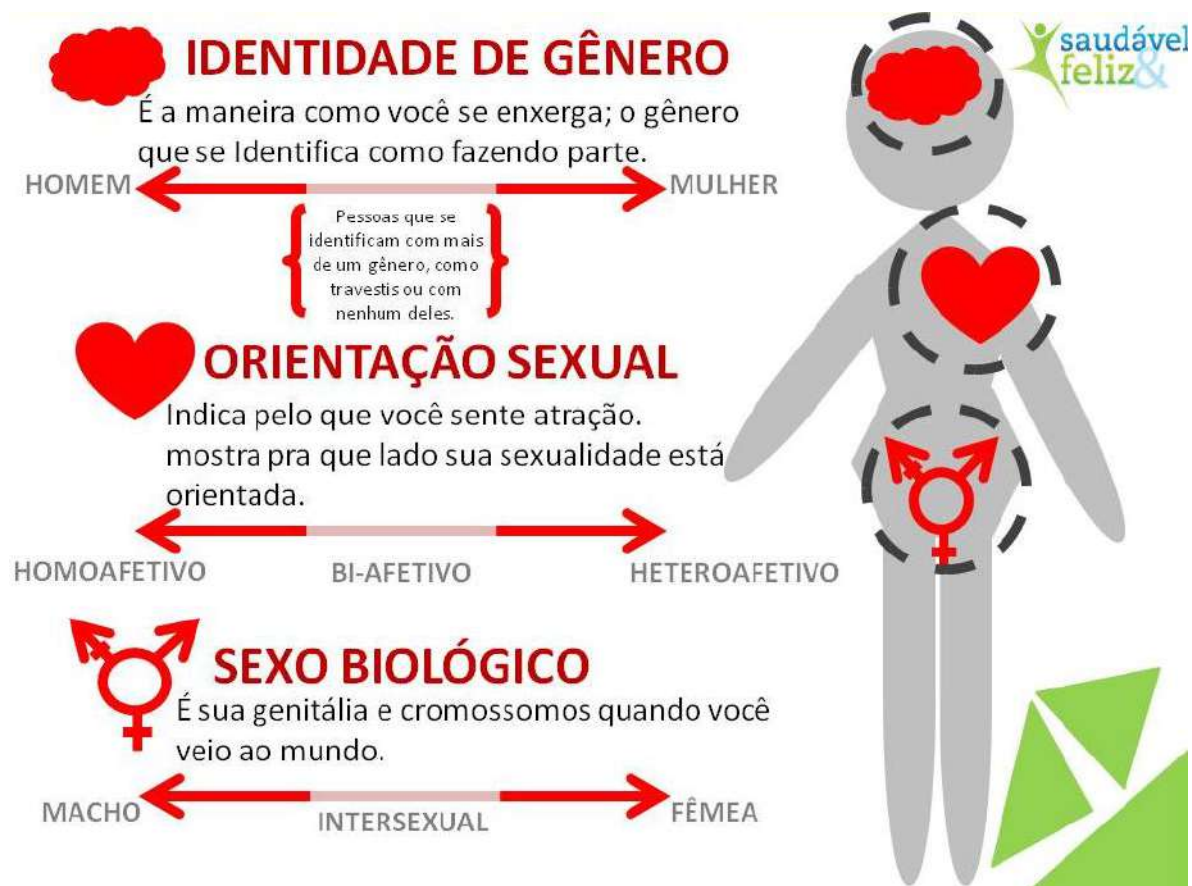 saudável
& feliz
IDENTIDADE DE GÊNERO
É a maneira como você se enxerga; o gênero
que se Identifica como fazendo parte.
HOMEM
MULHER
Pessoas que se
identificam com mais
de um gênero, como
travestis ou com
nenhum deles.
ORIENTAÇÃO SEXUAL
Indica pelo que você sente atração.
mostra pra que lado sua sexualidade está
orientada.
HOMOAFETIVO
BI-AFETIVO
HETEROAFETIVO
SEXO BIOLÓGICO
É sua genitália e cromossomos quando você
veio ao mundo.
MACHO
INTERSEXUAL
FÊMEA